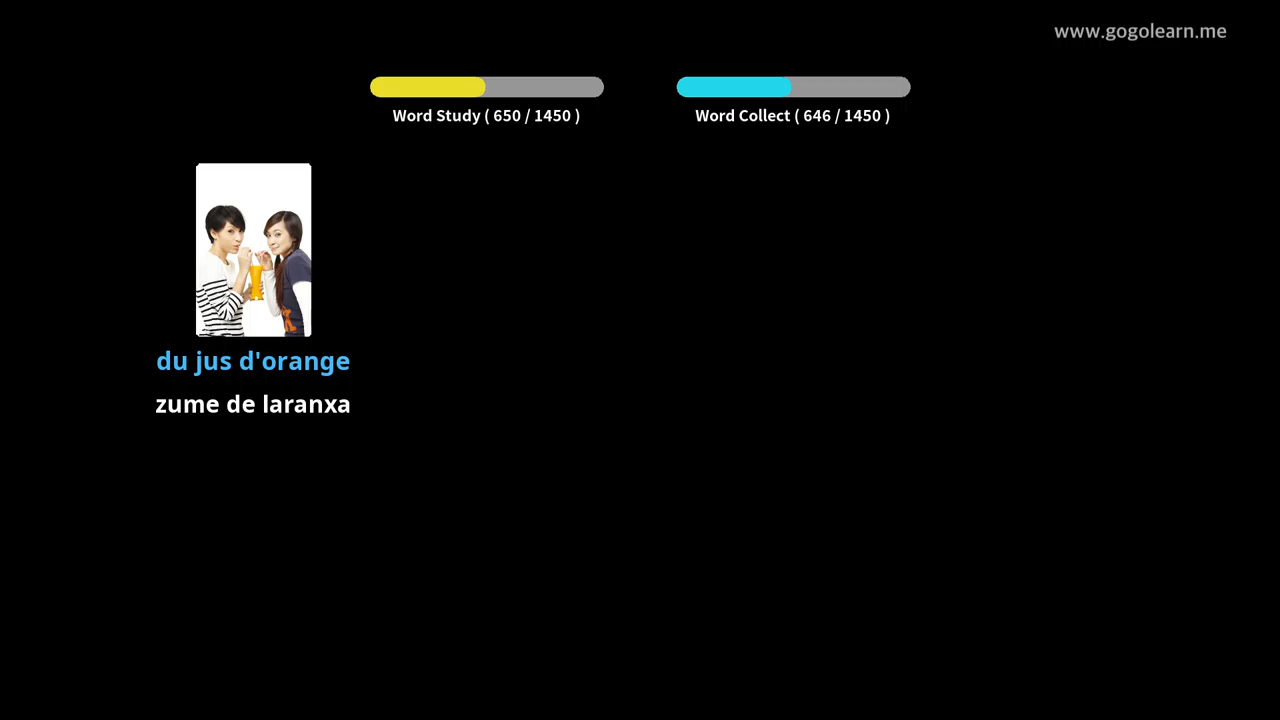 www.gogolearn.me
Word Study ( 650 / 1450 )
Word Collect ( 646 / 1450 )
du jus d'orange
zume de laranxa